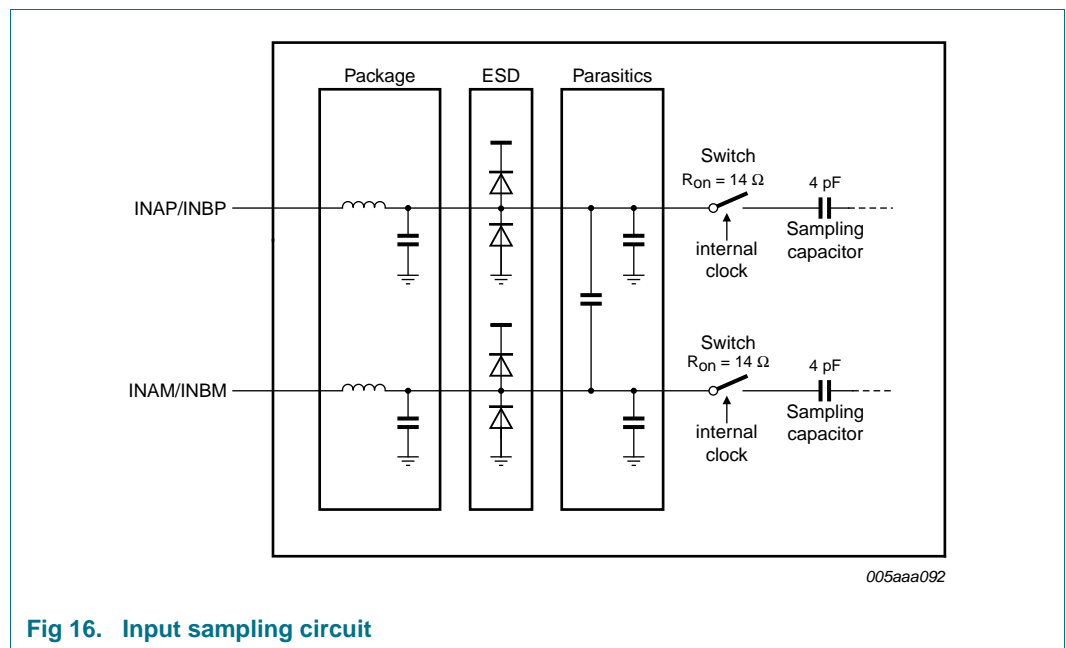 Package
ESD
Parasitics
INAP/INBP
Switch
Ron = 14 Ω
internal
clock
4 pF
Sampling
capacitor
INAM/INBM
Switch
Ron = 14 Ω
internal
clock
4 pF
Sampling
capacitor
005aaa092
Fig 16. Input sampling circuit